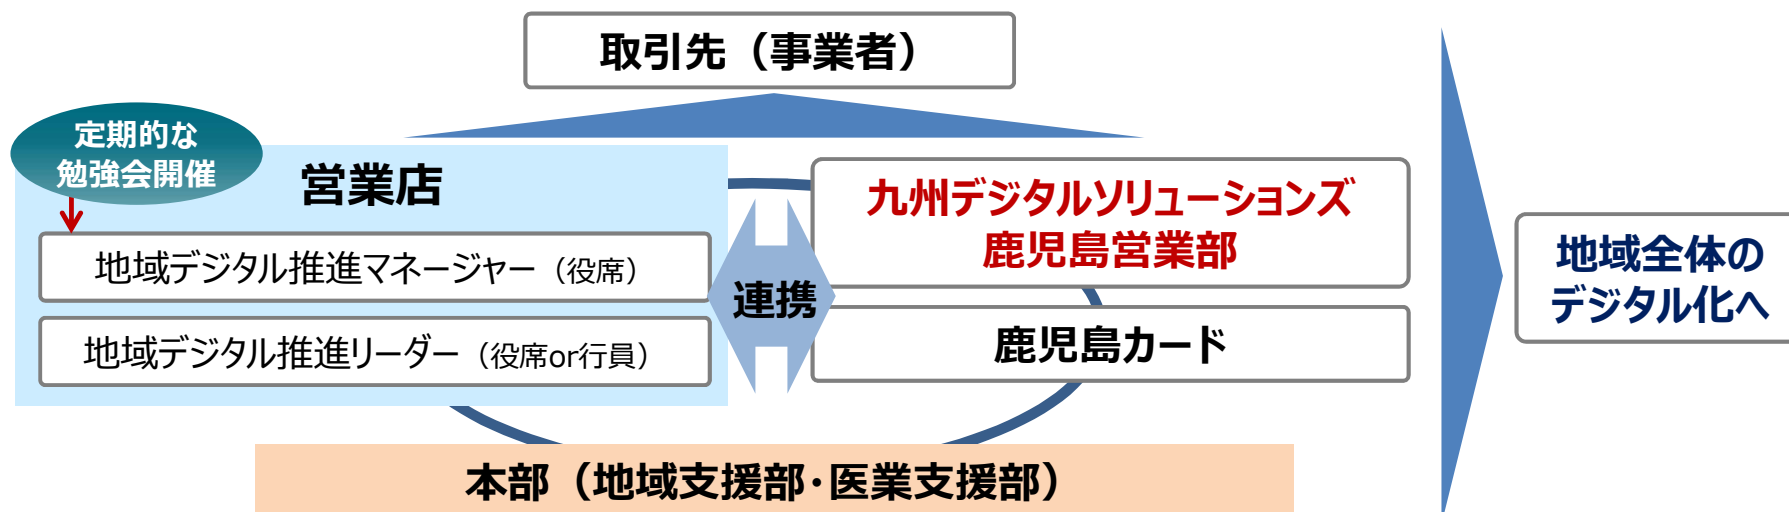 取引先（事業者）
定期的な
勉強会開催
営業店
地域デジタル推進マネージャー（役席）
地域デジタル推進リーダー（役席or行員）
連携
九州デジタルソリューションズ
鹿児島営業部
鹿児島カード
本部（地域支援部・医業支援部）
地域全体の
デジタル化へ